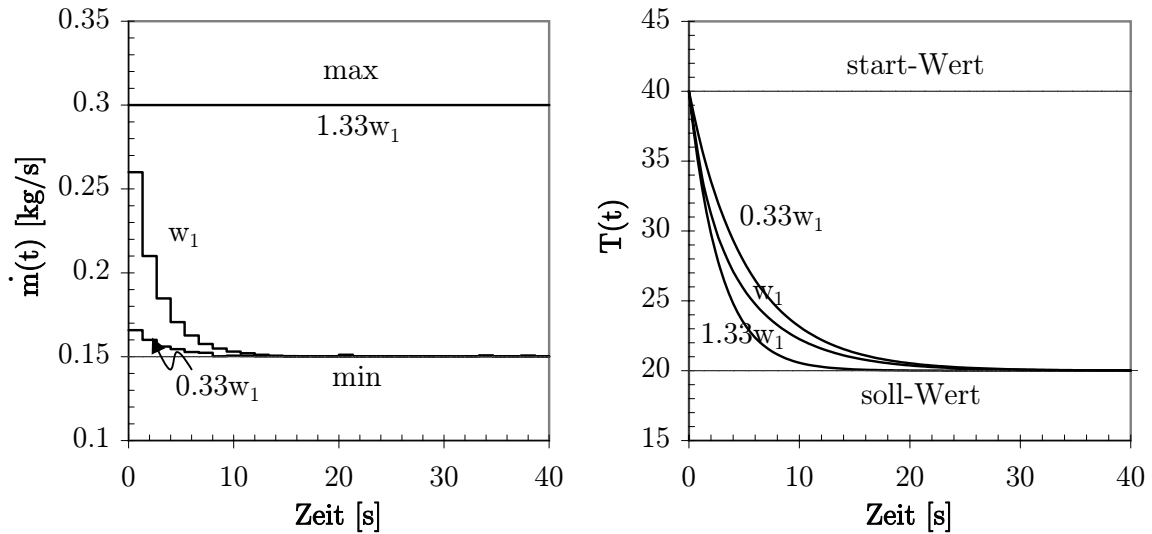 0.35
0.3
0.25
0.2
0.15
0.1
ṁ(t) [kg/s]
max
1.33w₁
w₁
0.33w₁
min
0 10 20 30 40
Zeit [s]
45
40
35
30
25
20
15
T(t)
start-Wert
0.33w₁
w₁
1.33w₁
soll-Wert
0 10 20 30 40
Zeit [s]